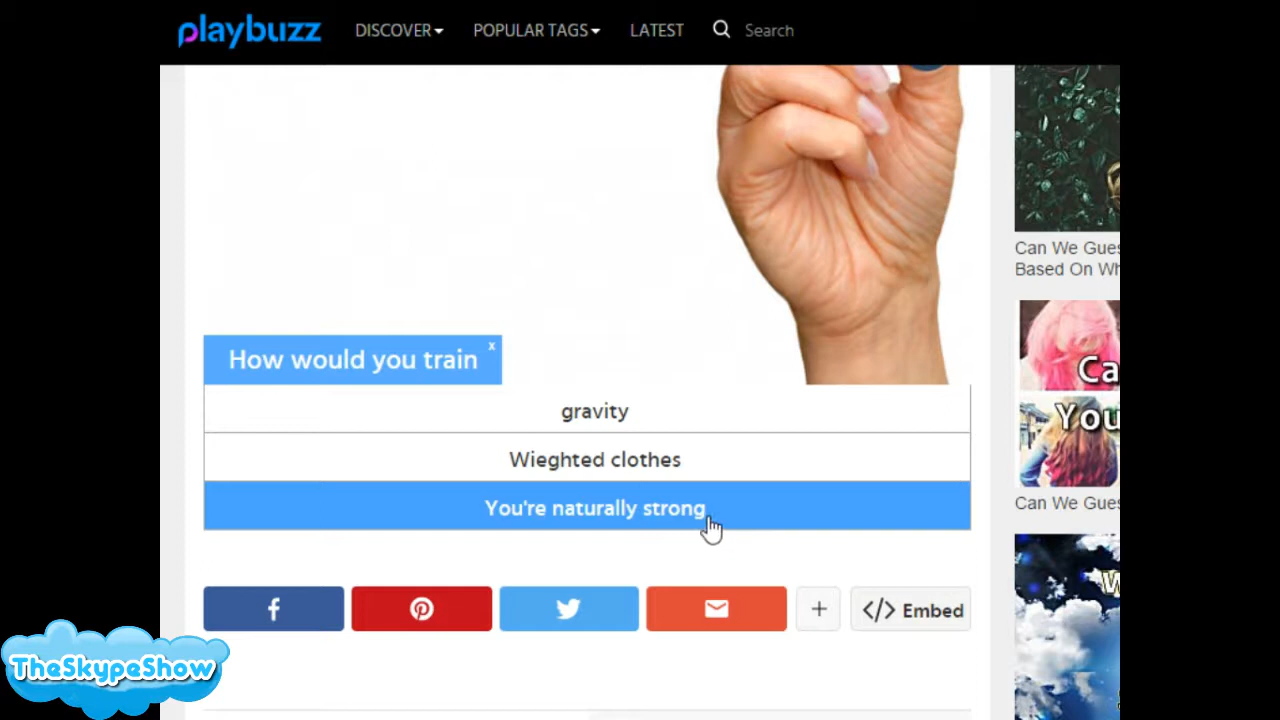 playbuzz
DISCOVER
POPULAR TAGS
LATEST
Search
How would you train
x
gravity
Wieghted clothes
You're naturally strong
Embed
Can We Gues
Based On Wh
Ca
You
Can We Gues
W
TheSkypeShow